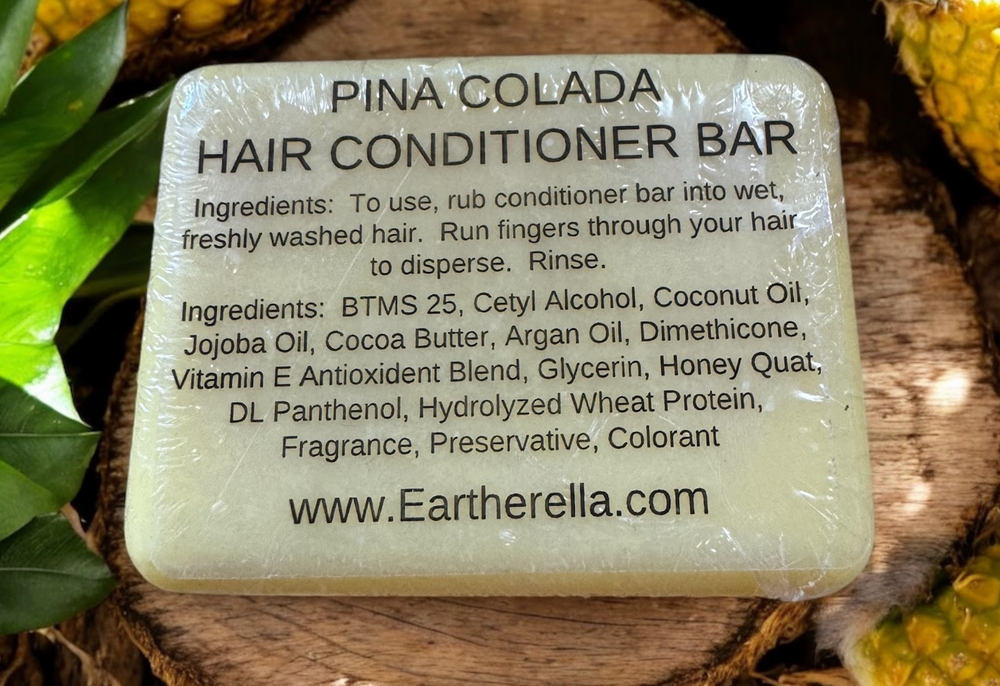 PINA COLADA
HAIR CONDITIONER BAR
Ingredients: To use, rub conditioner bar into wet,
freshly washed hair. Run fingers through your hair
to disperse. Rinse.
Ingredients: BTMS 25, Cetyl Alcohol, Coconut Oil,
Jojoba Oil, Cocoa Butter, Argan Oil, Dimethicone,
Vitamin E Antioxident Blend, Glycerin, Honey Quat,
DL Panthenol, Hydrolyzed Wheat Protein,
Fragrance, Preservative, Colorant
www.Eartherella.com